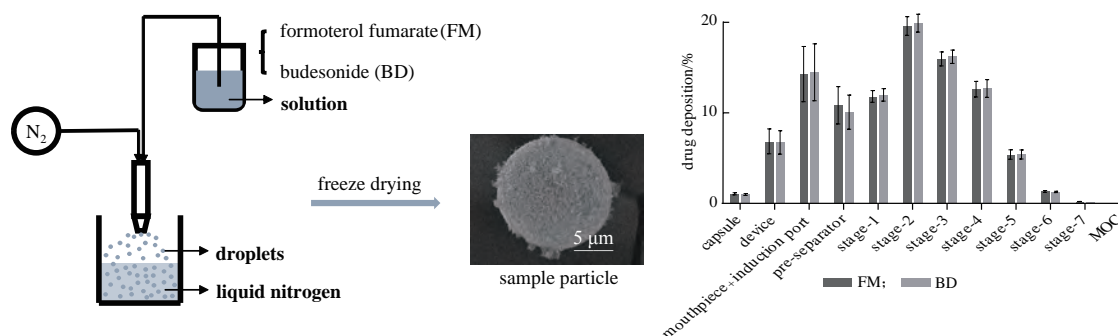 formoterol fumarate(FM)
budesonide (BD)
solution
N₂
droplets
liquid nitrogen
freeze drying
5 μm
sample particle
drug deposition/%
20
10
0
capsule
device
mouthpiece+induction port
pre-separator
stage-1
stage-2
stage-3
stage-4
stage-5
stage-6
stage-7
MOC
FM;
BD